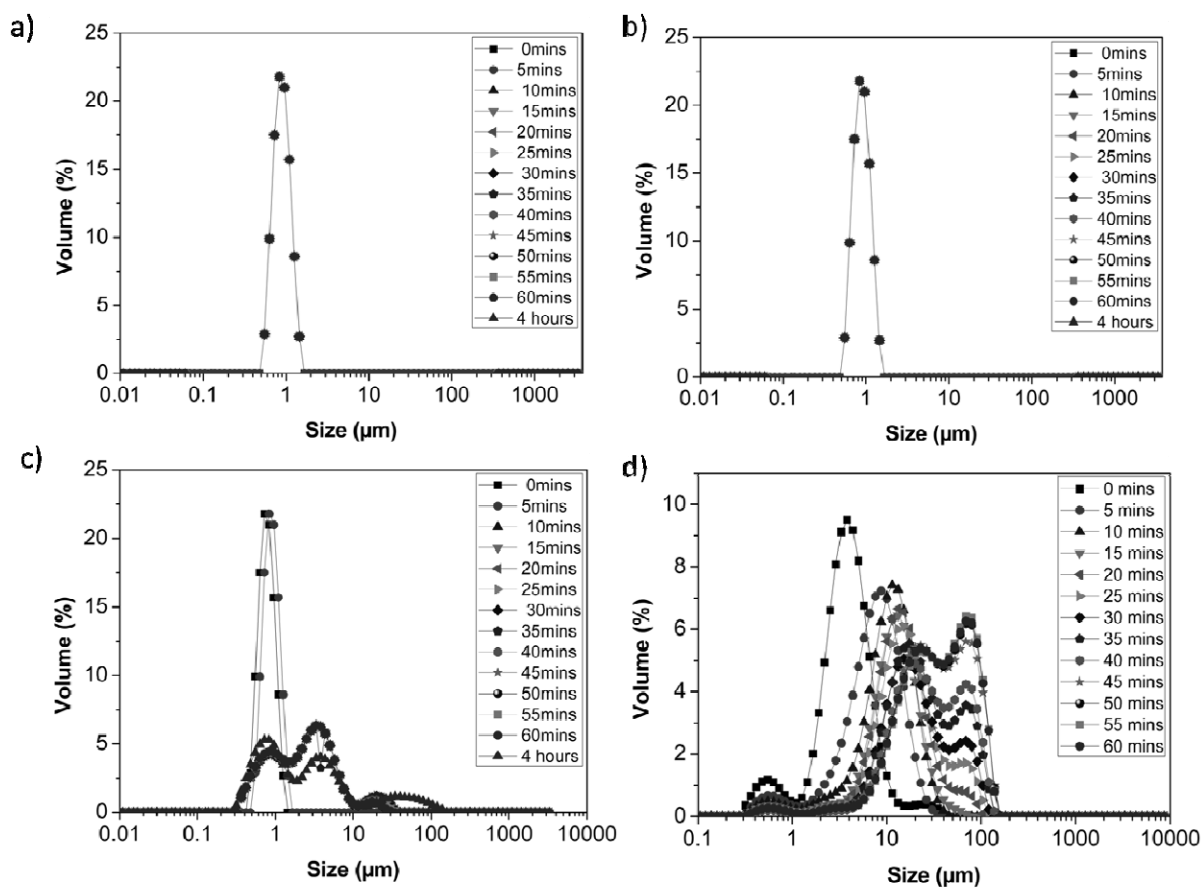 a)
25
20
15
10
5
0
Volume (%)
0mins
5mins
10mins
15mins
20mins
25mins
30mins
35mins
40mins
45mins
50mins
55mins
60mins
4 hours
0.01 0.1 1 10 100 1000
Size (µm)
b)
25
20
15
10
5
0
Volume (%)
0mins
5mins
10mins
15mins
20mins
25mins
30mins
35mins
40mins
45mins
50mins
55mins
60mins
4 hours
0.01 0.1 1 10 100 1000
Size (µm)
c)
25
20
15
10
5
0
Volume (%)
0mins
5mins
10mins
15mins
20mins
25mins
30mins
35mins
40mins
45mins
50mins
55mins
60mins
4 hours
0.01 0.1 1 10 100 1000 10000
Size (µm)
d)
10
8
6
4
2
0
Volume (%)
0 mins
5 mins
10 mins
15 mins
20 mins
25 mins
30 mins
35 mins
40 mins
45 mins
50 mins
55 mins
60 mins
0.1 1 10 100 1000 10000
Size (µm)